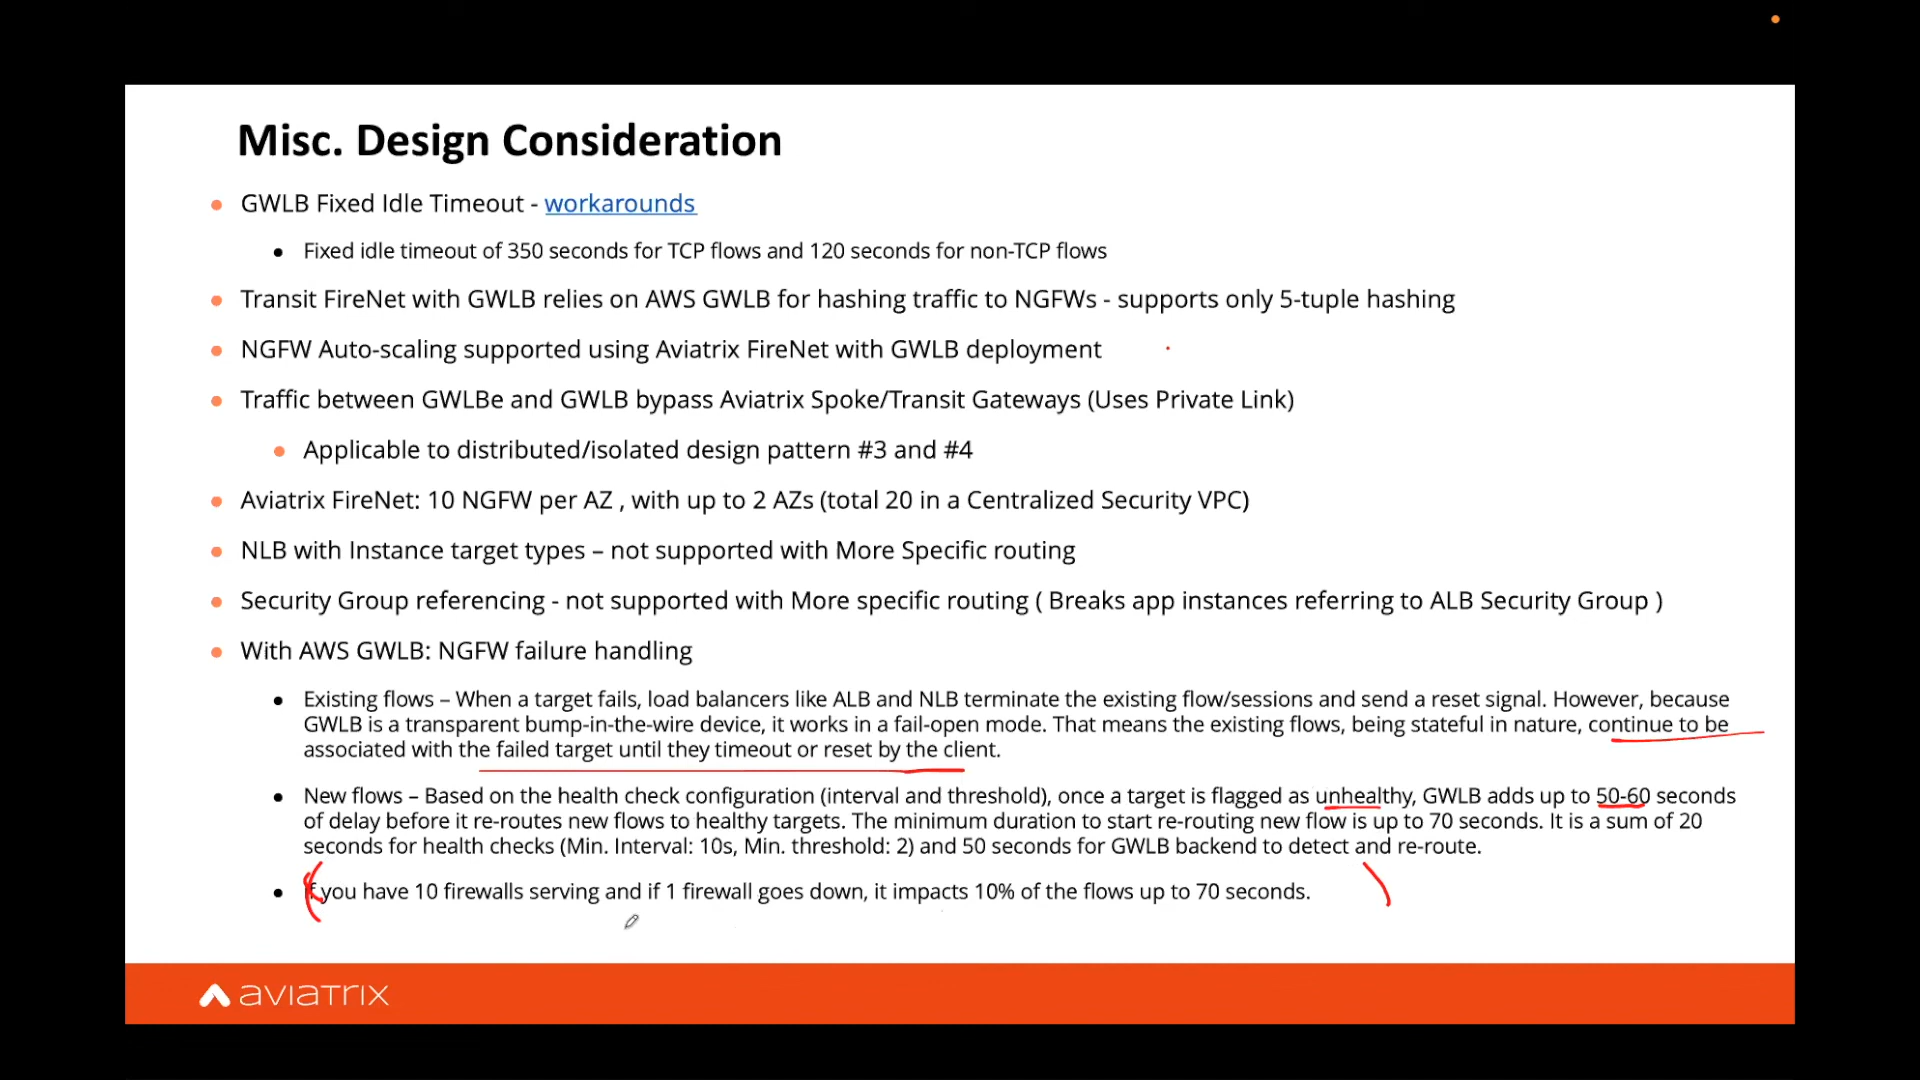 Misc. Design Consideration
GWLB Fixed Idle Timeout - workarounds
Fixed idle timeout of 350 seconds for TCP flows and 120 seconds for non-TCP flows
Transit FireNet with GWLB relies on AWS GWLB for hashing traffic to NGFWs - supports only 5-tuple hashing
NGFW Auto-scaling supported using Aviatrix FireNet with GWLB deployment
Traffic between GWLBe and GWLB bypass Aviatrix Spoke/Transit Gateways (Uses Private Link)
Applicable to distributed/isolated design pattern #3 and #4
Aviatrix FireNet: 10 NGFW per AZ , with up to 2 AZs (total 20 in a Centralized Security VPC)
NLB with Instance target types – not supported with More Specific routing
Security Group referencing - not supported with More specific routing ( Breaks app instances referring to ALB Security Group )
With AWS GWLB: NGFW failure handling
Existing flows – When a target fails, load balancers like ALB and NLB terminate the existing flow/sessions and send a reset signal. However, because
GWLB is a transparent bump-in-the-wire device, it works in a fail-open mode. That means the existing flows, being stateful in nature, continue to be
associated with the failed target until they timeout or reset by the client.
New flows – Based on the health check configuration (interval and threshold), once a target is flagged as unhealthy, GWLB adds up to 50-60 seconds
of delay before it re-routes new flows to healthy targets. The minimum duration to start re-routing new flow is up to 70 seconds. It is a sum of 20
seconds for health checks (Min. Interval: 10s, Min. threshold: 2) and 50 seconds for GWLB backend to detect and re-route.
If you have 10 firewalls serving and if 1 firewall goes down, it impacts 10% of the flows up to 70 seconds.
aviatrix